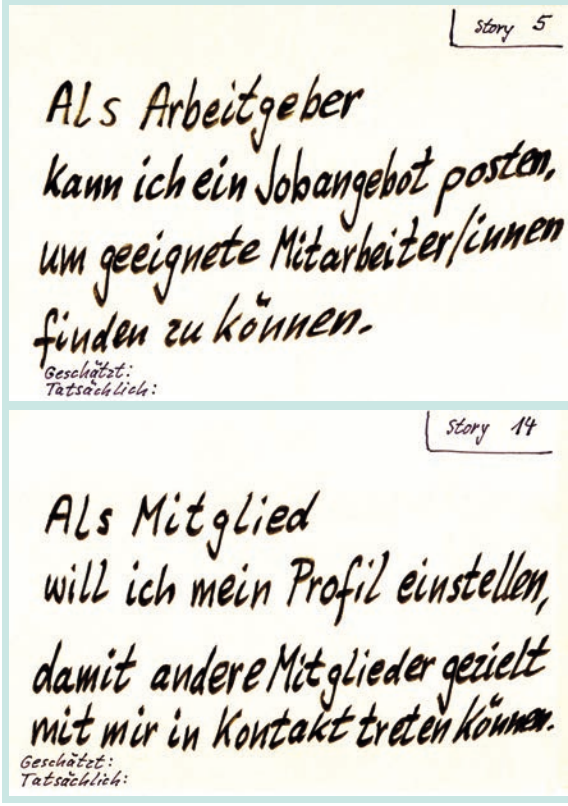 Story 5
Als Arbeitgeber
kann ich ein Jobangebot posten,
um geeignete Mitarbeiter/innen
finden zu können.
Geschätzt:
Tatsächlich:
Story 14
Als Mitglied
will ich mein Profil einstellen,
damit andere Mitglieder gezielt
mit mir in Kontakt treten können.
Geschätzt:
Tatsächlich: